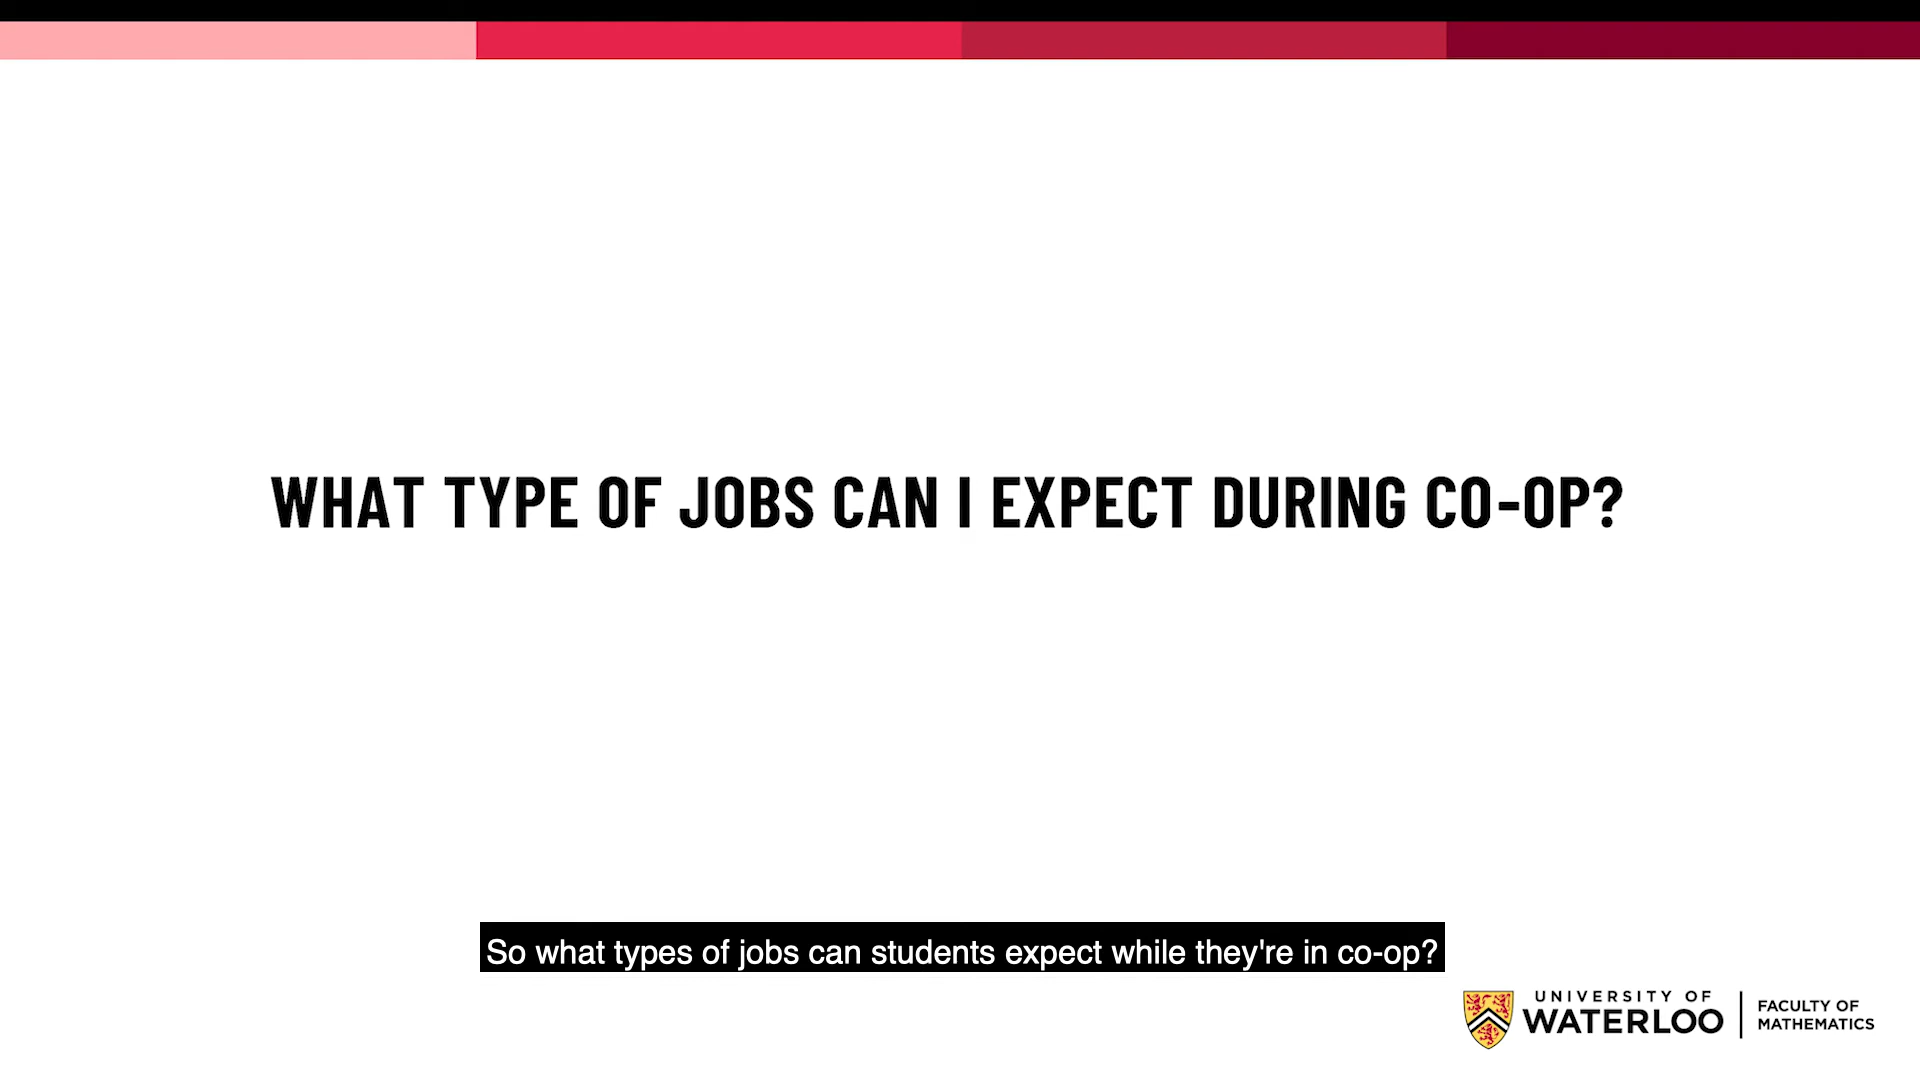 WHAT TYPE OF JOBS CAN I EXPECT DURING CO-OP?
So what types of jobs can students expect while they're in co-op?
UNIVERSITY OF
WATERLOO
FACULTY OF
MATHEMATICS